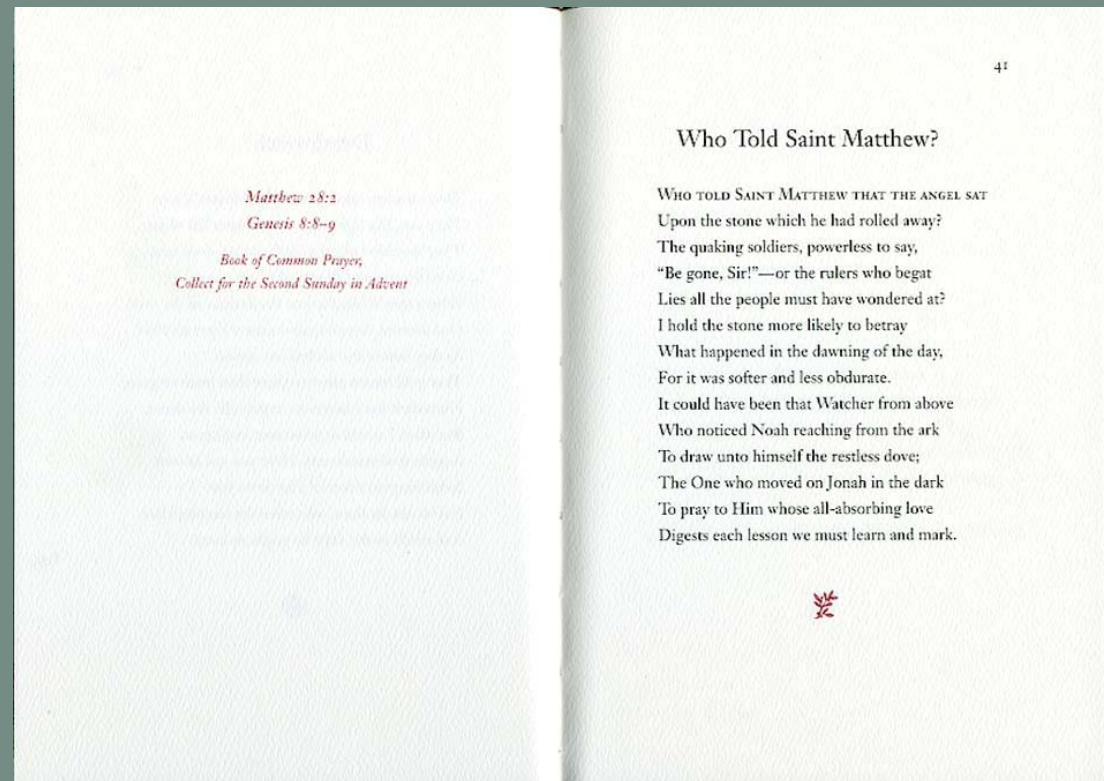 Matthew 28:2
Genesis 8:8–9
Book of Common Prayer,
Collect for the Second Sunday in Advent
41
Who Told Saint Matthew?
Who told Saint Matthew that the angel sat
Upon the stone which he had rolled away?
The quaking soldiers, powerless to say,
“Be gone, Sir!”—or the rulers who begat
Lies all the people must have wondered at?
I hold the stone more likely to betray
What happened in the dawning of the day,
For it was softer and less obdurate.
It could have been that Watcher from above
Who noticed Noah reaching from the ark
To draw unto himself the restless dove;
The One who moved on Jonah in the dark
To pray to Him whose all-absorbing love
Digests each lesson we must learn and mark.